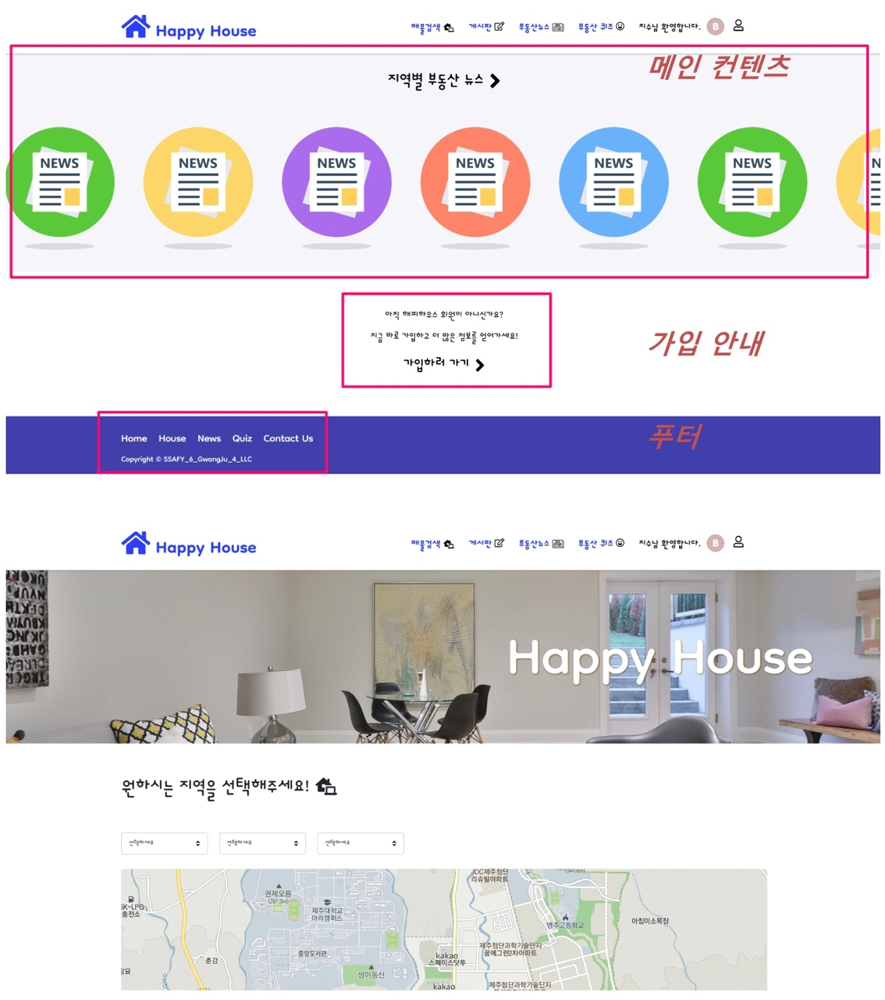 Happy House
매물검색 게시판 부동산뉴스 부동산 퀴즈 지수님 환영합니다. B
메인 컨텐츠
지역별 부동산 뉴스
NEWS NEWS NEWS NEWS NEWS NEWS
아직 해피하우스 회원이 아니신가요?
지금 바로 가입하고 더 많은 정보를 얻어가세요!
가입하러 가기
가입 안내
푸터
Home House News Quiz Contact Us
Copyright © SSAFY_6_GwangJu_4_LLC
Happy House
매물검색 게시판 부동산뉴스 부동산 퀴즈 지수님 환영합니다. B
Happy House
원하시는 지역을 선택해주세요!
선택하세요 선택하세요 선택하세요
JDC제주첨단
리슈빌아파트
(347.6m)
권제오름
(297.3m)
SK-LPG
충전소
제주대학교
아라캠퍼스
영주고등학교
아침미소목장
중앙도서관
제주첨단과학기술단지
꿈에그린2차아파트
kakao
스페이스닷투
춘강
생이동산
kakao
제주첨단과학기술단지